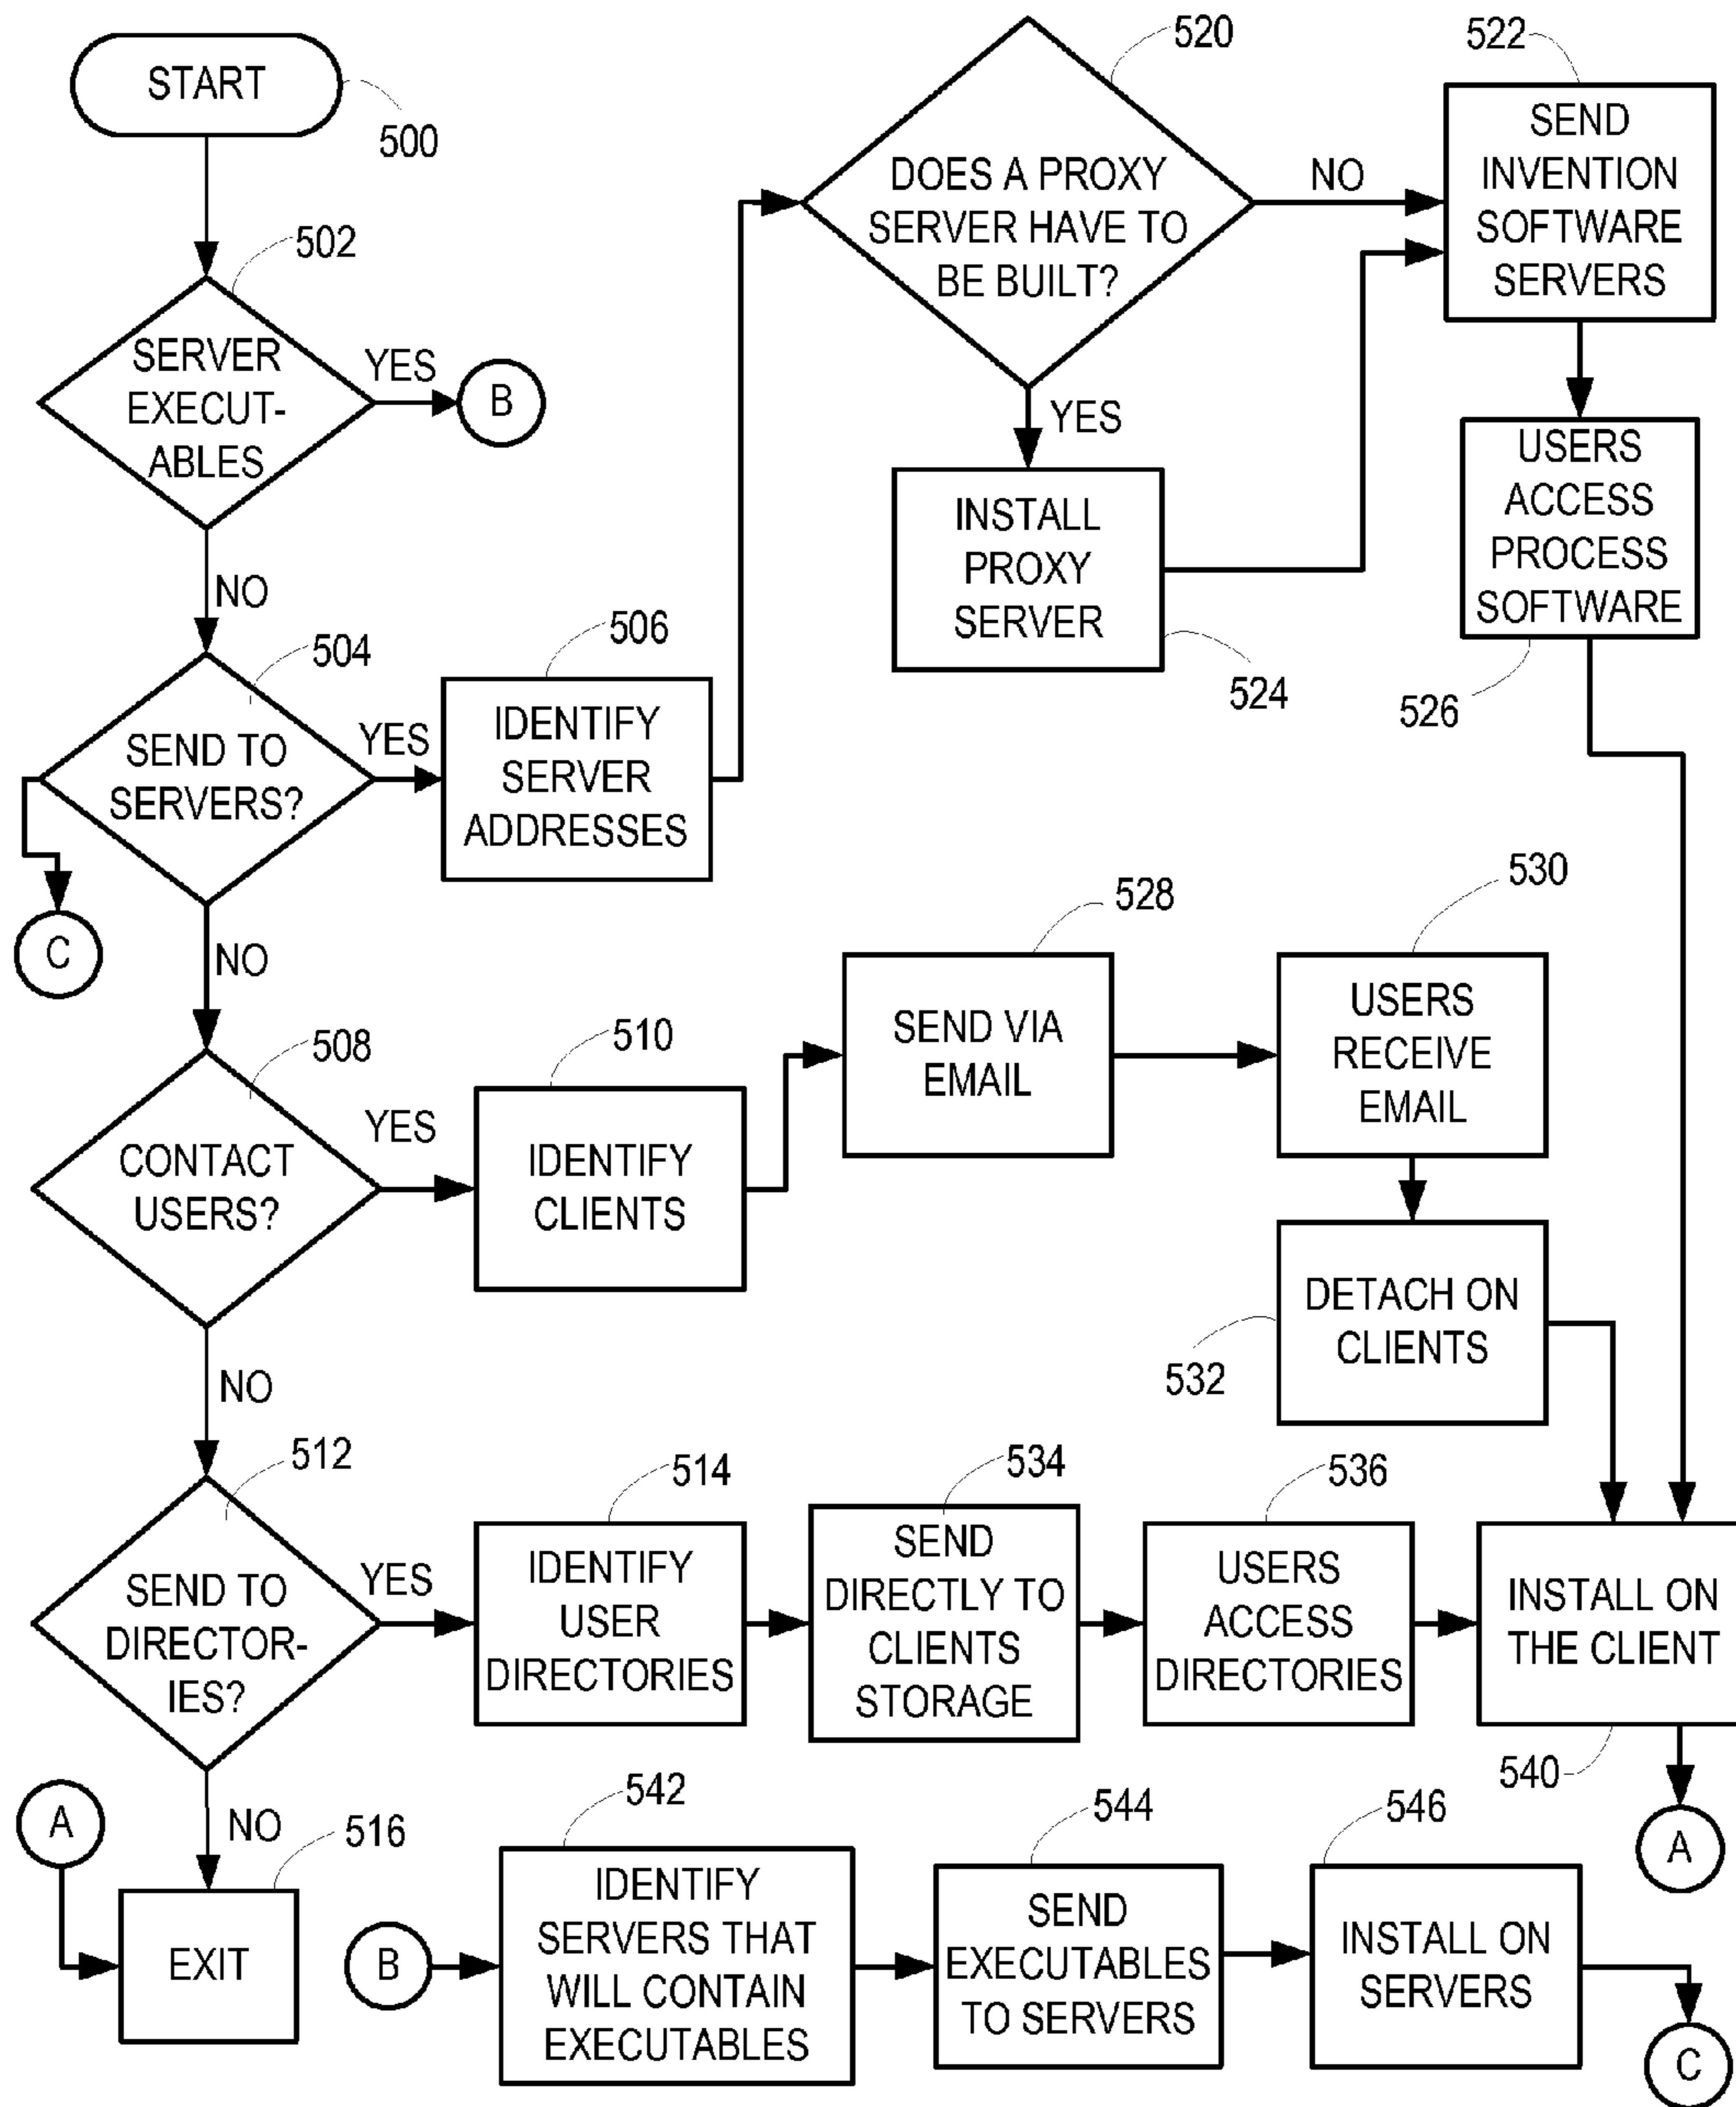 START
500
502
SERVER
EXECUT-
ABLES
YES
B
NO
504
SEND TO
SERVERS?
YES
C
NO
506
IDENTIFY
SERVER
ADDRESSES
520
DOES A PROXY
SERVER HAVE TO
BE BUILT?
NO
YES
522
SEND
INVENTION
SOFTWARE
SERVERS
INSTALL
PROXY
SERVER
524
USERS
ACCESS
PROCESS
SOFTWARE
526
508
CONTACT
USERS?
YES
NO
510
IDENTIFY
CLIENTS
528
SEND VIA
EMAIL
530
USERS
RECEIVE
EMAIL
DETACH ON
CLIENTS
532
512
SEND TO
DIRECTOR-
IES?
YES
NO
514
IDENTIFY
USER
DIRECTORIES
534
SEND
DIRECTLY TO
CLIENTS
STORAGE
536
USERS
ACCESS
DIRECTORIES
INSTALL ON
THE CLIENT
540
A
A
516
EXIT
B
542
IDENTIFY
SERVERS THAT
WILL CONTAIN
EXECUTABLES
544
SEND
EXECUTABLES
TO SERVERS
546
INSTALL ON
SERVERS
C